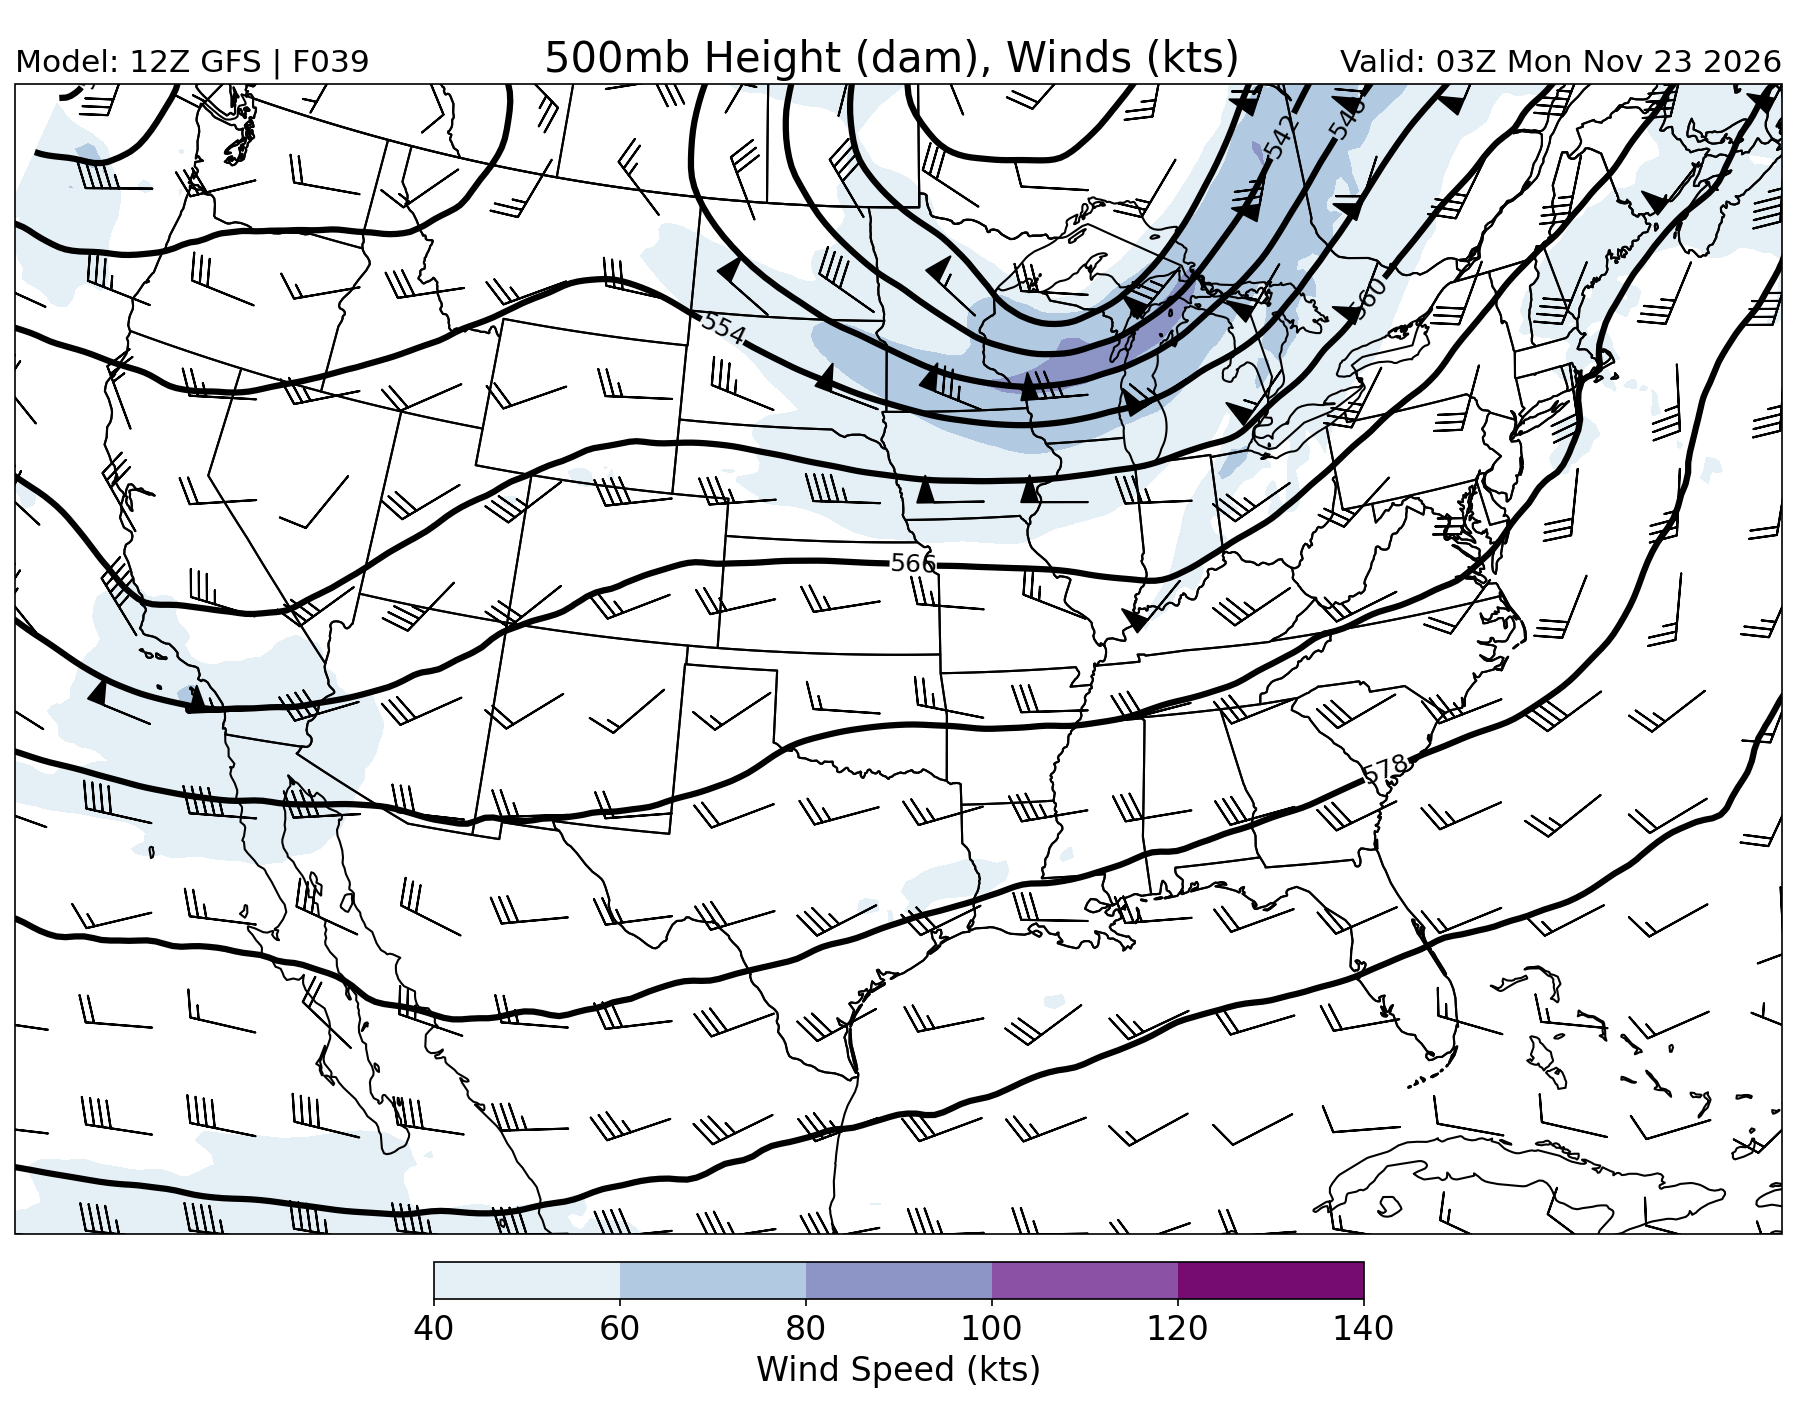 Model: 12Z GFS | F039
500mb Height (dam), Winds (kts)
Valid: 03Z Mon Nov 23 2026
542
548
560
554
566
578
40 60 80 100 120 140
Wind Speed (kts)